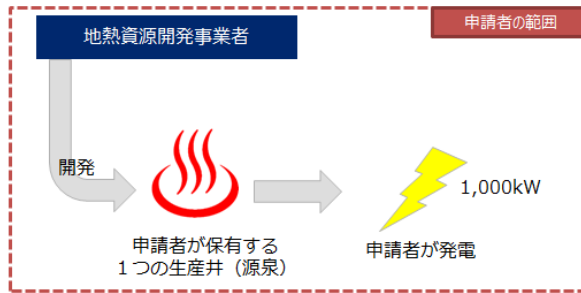 申請者の範囲
地熱資源開発事業者
開発
1,000kW
申請者が保有する
１つの生産井（源泉）
申請者が発電